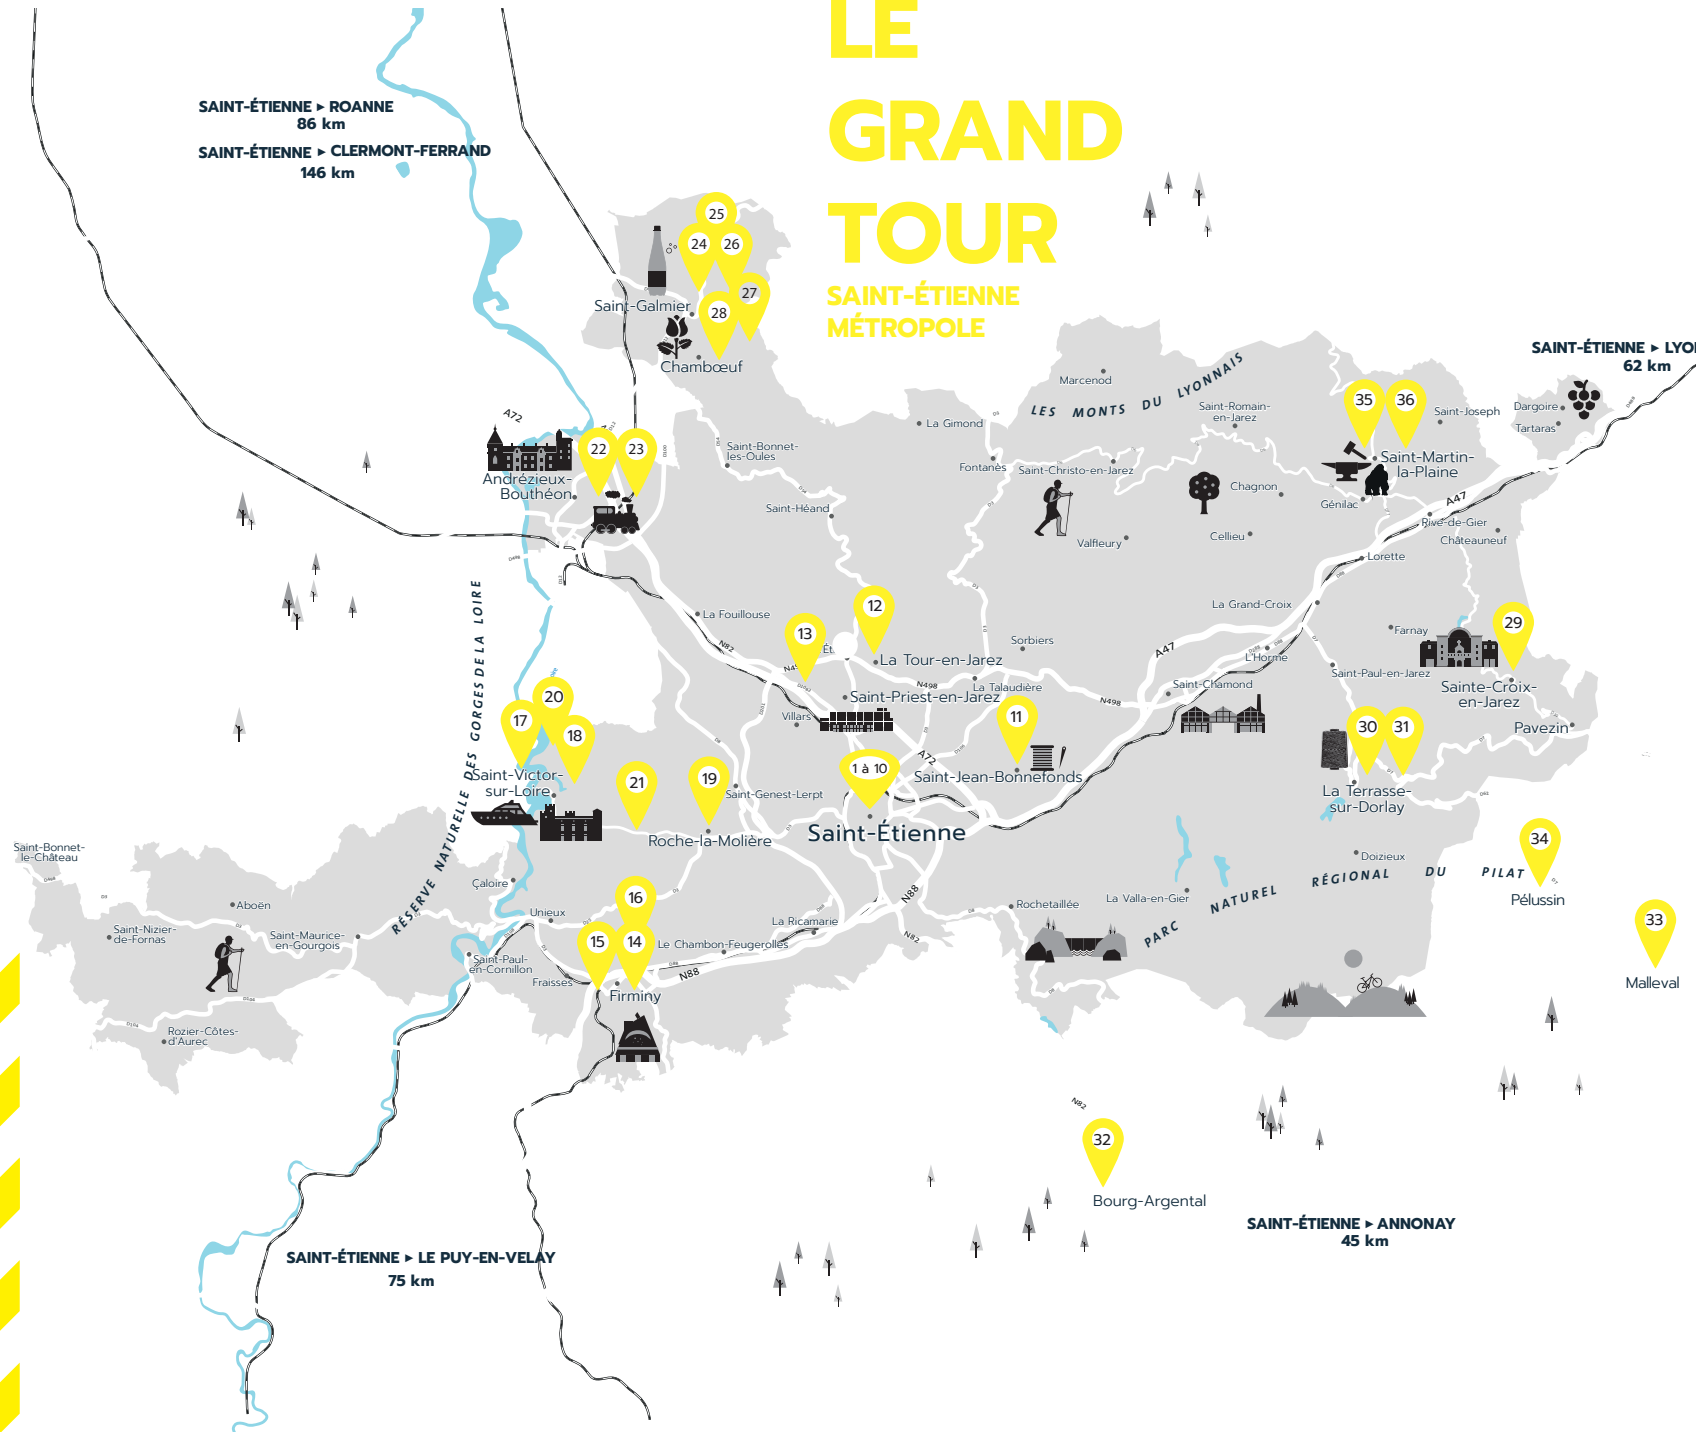 LE
GRAND
TOUR
SAINT-ÉTIENNE
MÉTROPOLE
SAINT-ÉTIENNE ▸ ROANNE
86 km
SAINT-ÉTIENNE ▸ CLERMONT-FERRAND
146 km
25
24
26
27
28
Saint-Galmier
Chambœuf
SAINT-ÉTIENNE ▸ LYO
62 km
LES MONTS DU LYONNAIS
Marcenod
Saint-Romain-
en-Jarez
35
36
Saint-Joseph
Dargoire
Tartaras
A72
22
23
La Gimond
Saint-Bonnet-
les-Oules
Fontanès
Saint-Christo-en-Jarez
Saint-Martin-
la-Plaine
Andrézieux-
Bouthéon
Chagnon
Génilac
A47
Saint-Héand
Rive-de-Gier
Châteauneuf
Valfleury
Cellieu
Lorette
RÉSERVE NATURELLE DES GORGES DE LA LOIRE
La Fouillouse
12
13
La Grand-Croix
29
Farnay
N82
La Tour-en-Jarez
Sorbiers
A47
L'Horme
Saint-Paul-en-Jarez
N498
La Talaudière
Saint-Chamond
Sainte-Croix-
en-Jarez
Saint-Priest-en-Jarez
N498
20
17
18
Villars
11
30
31
Pavezin
A72
1 à 10
Saint-Jean-Bonnefonds
Saint-Victor-
sur-Loire
21
19
Saint-Genest-Lerpt
La Terrasse-
sur-Dorlay
Saint-Étienne
Roche-la-Molière
34
Saint-Bonnet-
le-Château
Doizieux
PARC NATUREL RÉGIONAL DU PILAT
Çaloire
16
N88
La Valla-en-Gier
Pélussin
Aboën
Unieux
Rochetaillée
33
La Ricamarie
Saint-Nizier-
de-Fornas
Saint-Maurice-
en-Gourgois
15
14
Le Chambon-Feugerolles
N82
Saint-Paul-
en-Cornillon
Fraisses
N88
Malleval
Firminy
Rozier-Côtes-
d'Aurec
N82
32
Bourg-Argental
SAINT-ÉTIENNE ▸ ANNONAY
45 km
SAINT-ÉTIENNE ▸ LE PUY-EN-VELAY
75 km